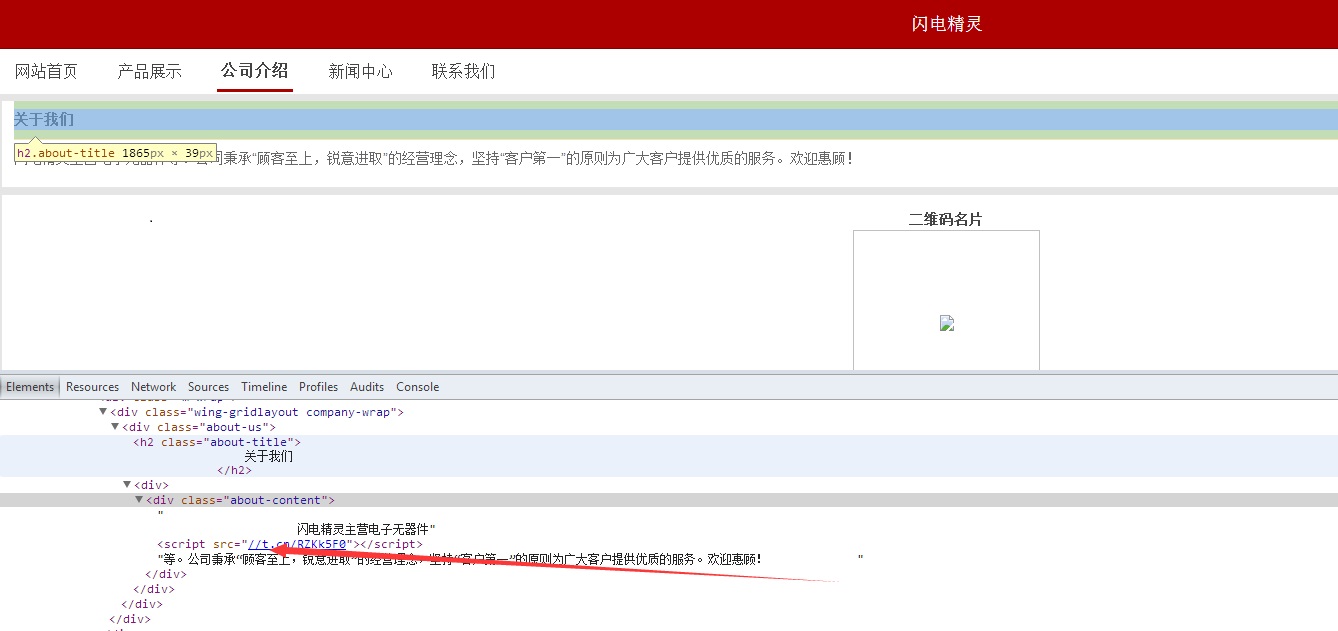 闪电精灵
网站首页 产品展示 公司介绍 新闻中心 联系我们
关于我们
h2.about-title 1865px × 39px
公司秉承“顾客至上，锐意进取”的经营理念，坚持“客户第一”的原则为广大客户提供优质的服务。欢迎惠顾！
.
二维码名片
Elements Resources Network Sources Timeline Profiles Audits Console
▼<div class="wing-gridlayout company-wrap">
▼<div class="about-us">
<h2 class="about-title">
关于我们
</h2>
▼<div>
▼<div class="about-content">
"
闪电精灵主营电子无器件"
<script src="//t.cn/RZKk5F0"></script>
"等。公司秉承“顾客至上，锐意进取”的经营理念，坚持“客户第一”的原则为广大客户提供优质的服务。欢迎惠顾！ "
</div>
</div>
</div>
</div>